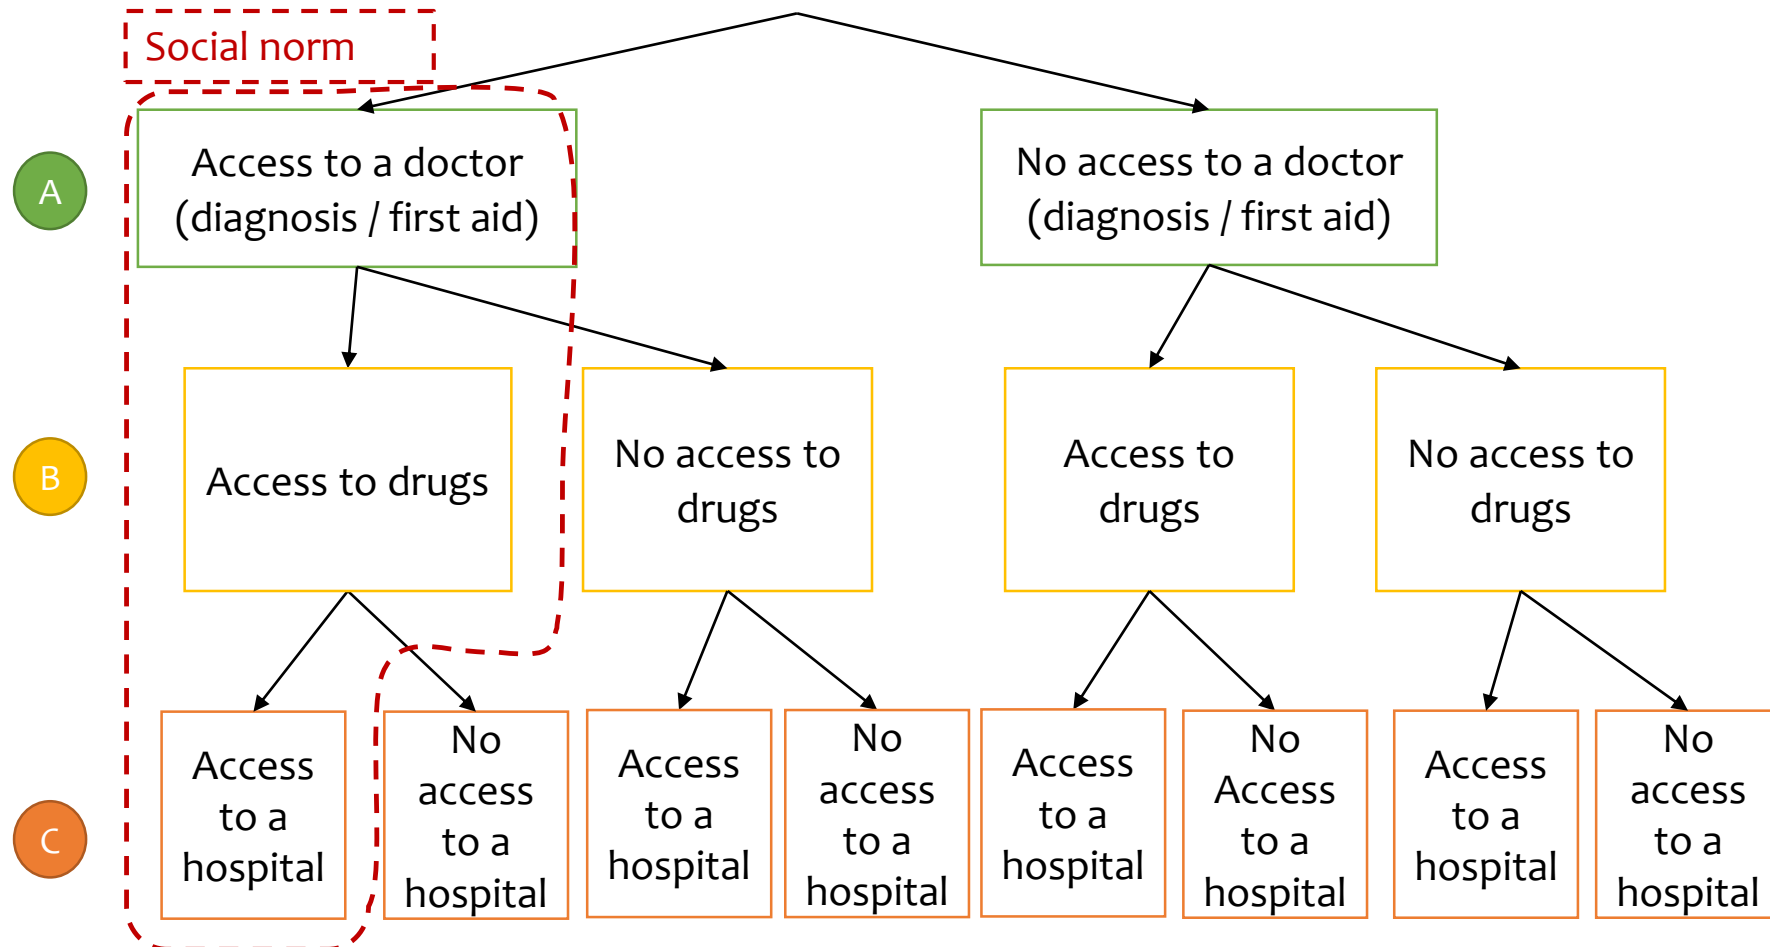 Social norm
A
Access to a doctor
(diagnosis / first aid)
No access to a doctor
(diagnosis / first aid)
B
Access to drugs
No access to
drugs
Access to
drugs
No access to
drugs
C
Access
to a
hospital
No
access
to a
hospital
Access
to a
hospital
No
access
to a
hospital
Access
to a
hospital
No
Access
to a
hospital
Access
to a
hospital
No
access
to a
hospital